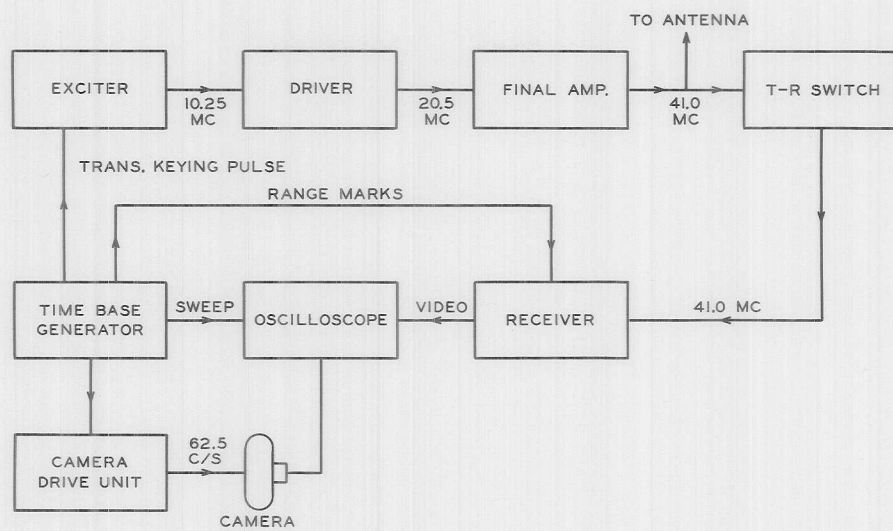 TO ANTENNA
EXCITER
10.25
MC
DRIVER
20.5
MC
FINAL AMP.
41.0
MC
T-R SWITCH
TRANS. KEYING PULSE
RANGE MARKS
TIME BASE
GENERATOR
SWEEP
OSCILLOSCOPE
VIDEO
RECEIVER
41.0 MC
CAMERA
DRIVE UNIT
62.5
C/S
CAMERA